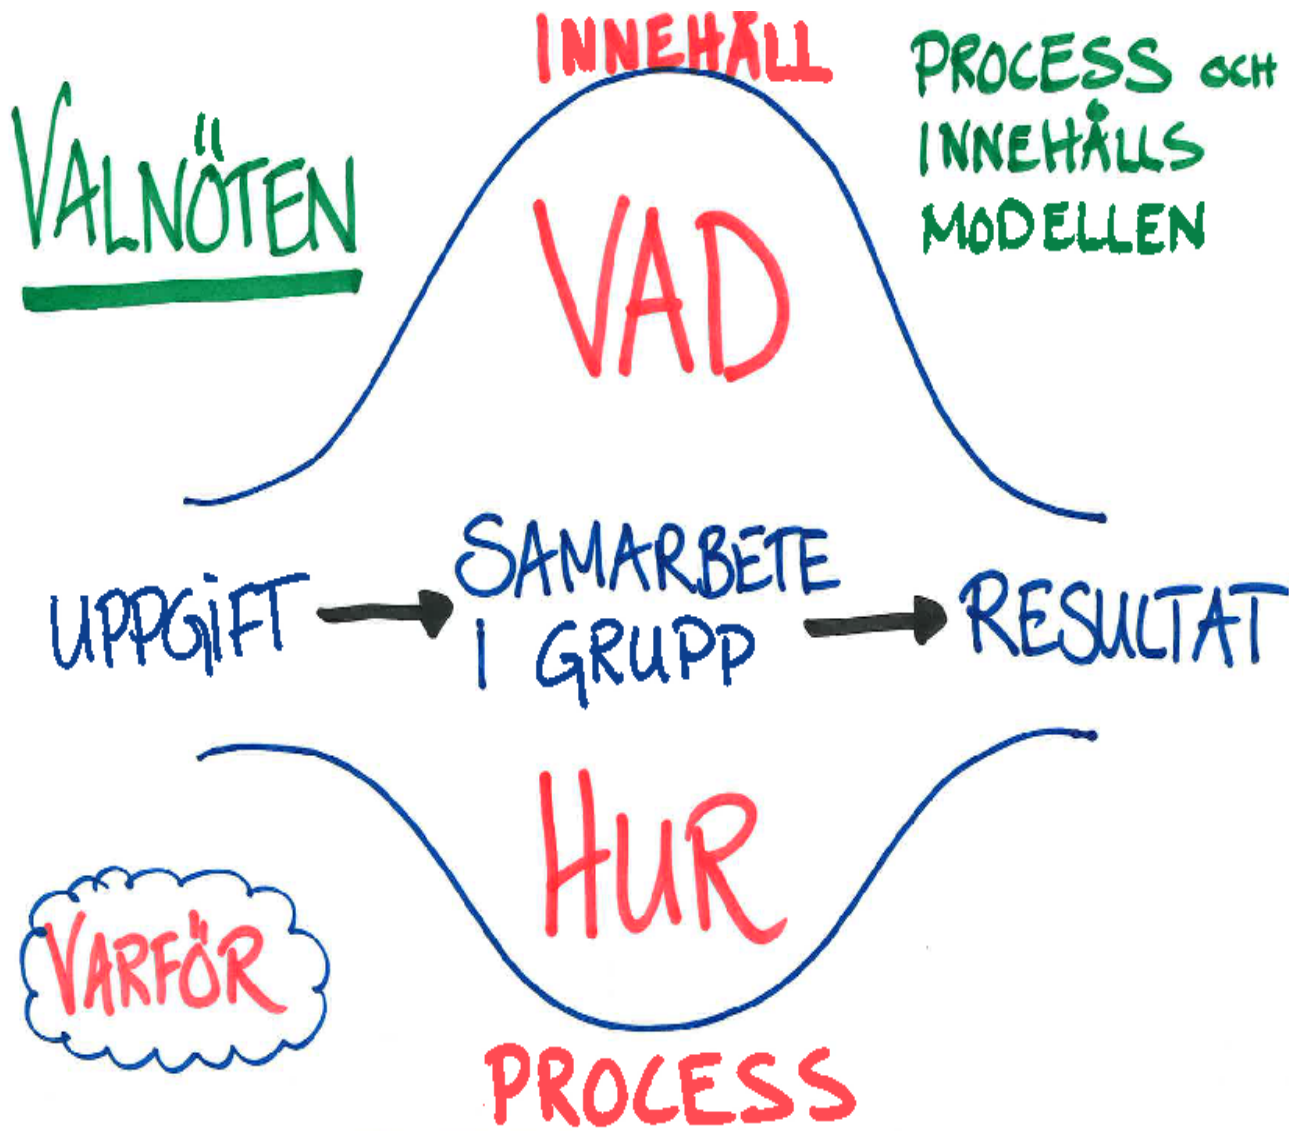 INNEHÅLL
VALNÖTEN
PROCESS OCH
INNEHÅLLS
MODELLEN
VAD
UPPGIFT
SAMARBETE
I GRUPP
RESULTAT
HUR
VARFÖR
PROCESS